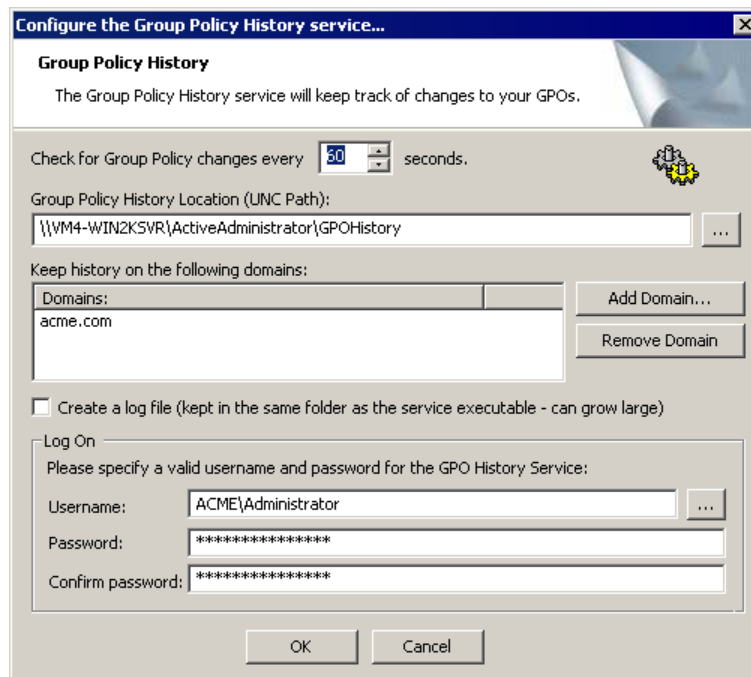 Configure the Group Policy History service...
Group Policy History
The Group Policy History service will keep track of changes to your GPOs.
Check for Group Policy changes every 60 seconds.
Group Policy History Location (UNC Path):
\\VM4-WIN2KSVR\ActiveAdministrator\GPOHistory ...
Keep history on the following domains:
Domains:
acme.com
Add Domain...
Remove Domain
Create a log file (kept in the same folder as the service executable - can grow large)
Log On
Please specify a valid username and password for the GPO History Service:
Username: ACME\Administrator ...
Password: ***************
Confirm password: ***************
OK Cancel